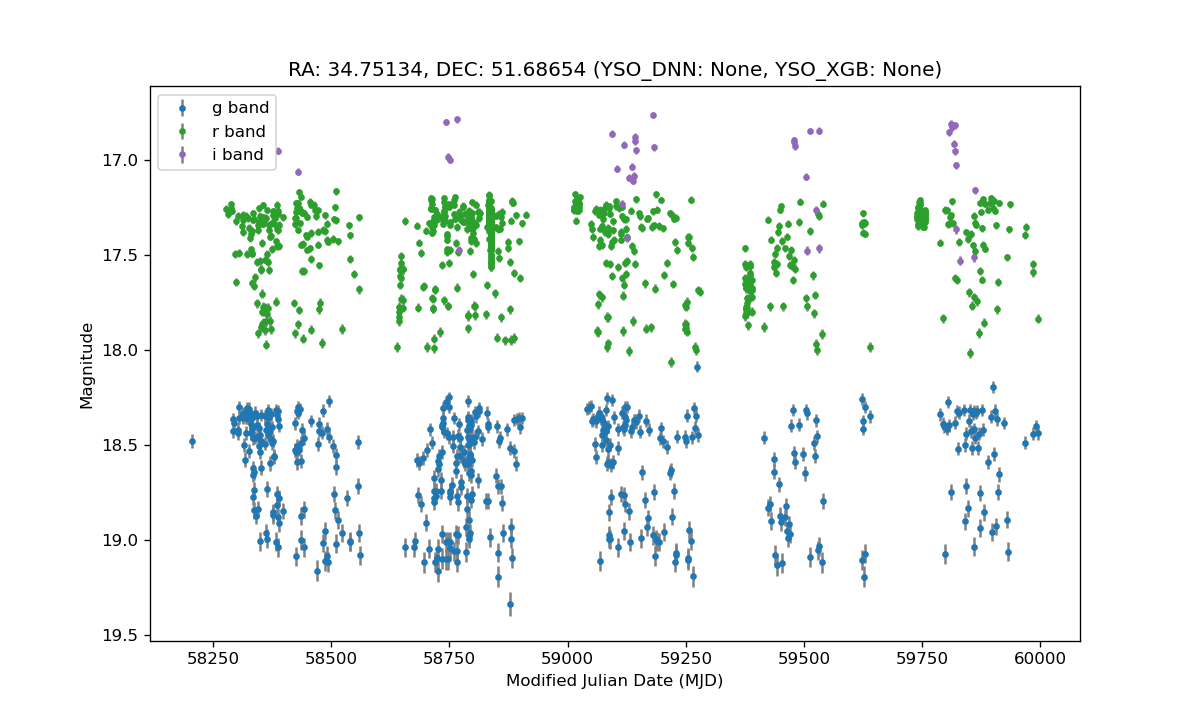 RA: 34.75134, DEC: 51.68654 (YSO_DNN: None, YSO_XGB: None)
g band
r band
i band
17.0
17.5
18.0
18.5
19.0
19.5
Magnitude
58250 58500 58750 59000 59250 59500 59750 60000
Modified Julian Date (MJD)